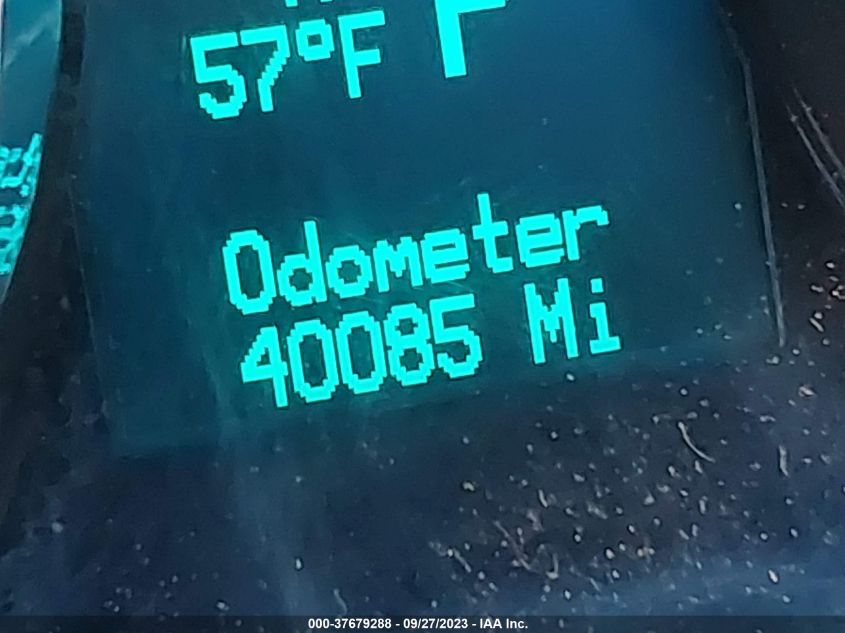 57°F
Odometer
40085 Mi
000-37679288 - 09/27/2023 - IAA Inc.